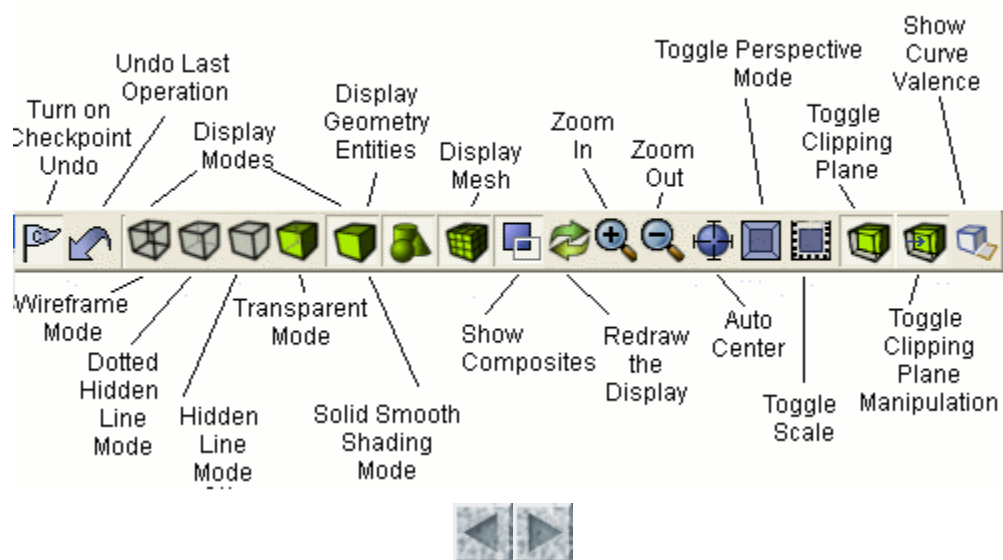 Show
Curve
Valence
Toggle Perspective
Mode
Undo Last
Operation
Display
Geometry
Entities
Turn on
Checkpoint
Undo
Display
Modes
Zoom
In
Toggle
Clipping
Plane
Display
Mesh
Zoom
Out
C
Wireframe
Mode
Transparent
Mode
Dotted
Hidden
Line
Mode
Hidden
Line
Mode
Solid Smooth
Shading
Mode
Show
Composites
Redraw
the
Display
Auto
Center
Toggle
Scale
Toggle
Clipping
Plane
Manipulation